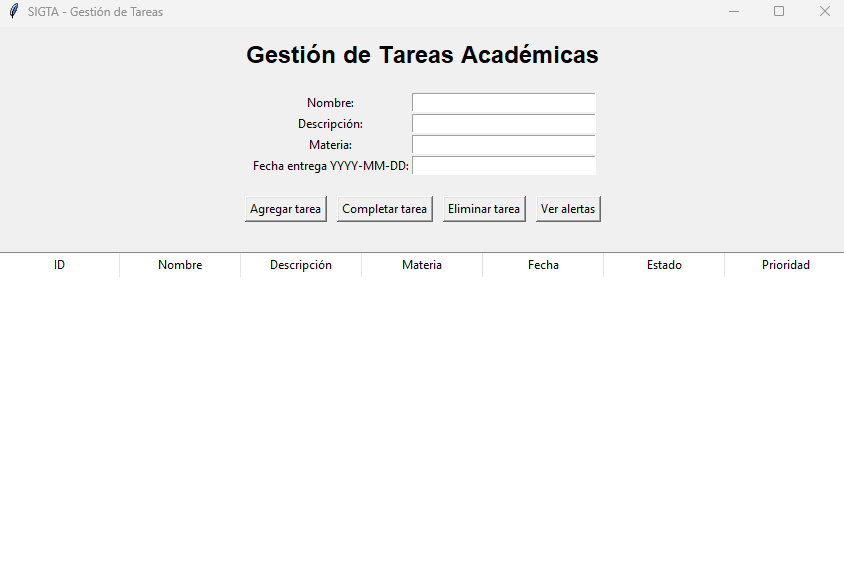 SIGTA - Gestión de Tareas
Gestión de Tareas Académicas
Nombre:
Descripción:
Materia:
Fecha entrega YYYY-MM-DD:
Agregar tarea Completar tarea Eliminar tarea Ver alertas
ID Nombre Descripción Materia Fecha Estado Prioridad